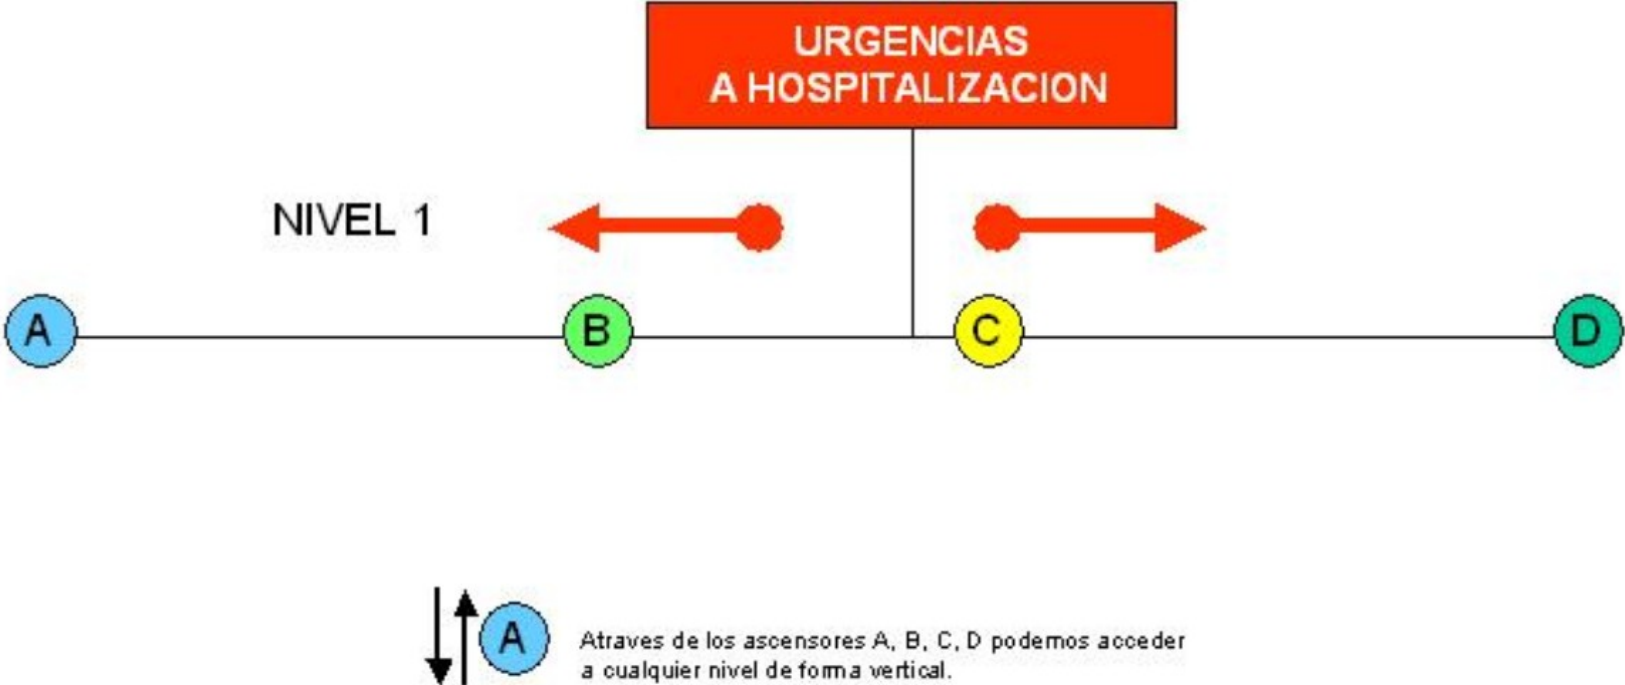 URGENCIAS
A HOSPITALIZACION
NIVEL 1
A
B
C
D
A
Atraves de los ascensores A, B, C, D podemos acceder
a cualquier nivel de forma vertical.